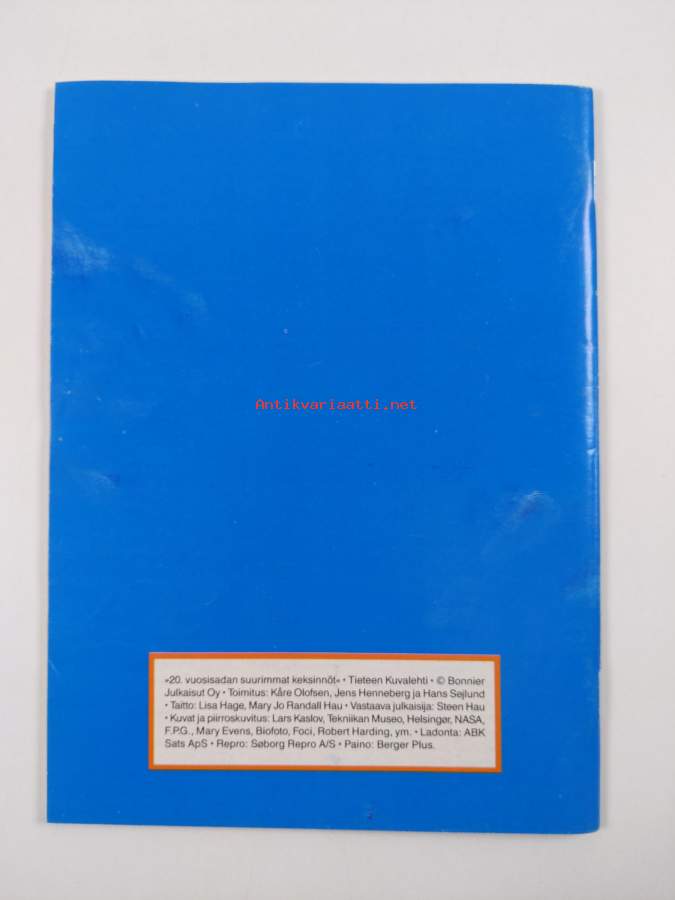 Antikvariaatti.net
»20. vuosisadan suurimmat keksinnöt« • Tieteen Kuvalehti • © Bonnier
Julkaisut Oy • Toimitus: Kåre Olofsen, Jens Henneberg ja Hans Sejlund
• Taitto: Lisa Hage, Mary Jo Randall Hau • Vastaava julkaisija: Steen Hau
• Kuvat ja piirroskuvitus: Lars Kaslov, Tekniikan Museo, Helsingør, NASA,
F.P.G., Mary Evens, Biofoto, Foci, Robert Harding, ym. • Ladonta: ABK
Sats ApS • Repro: Søborg Repro A/S • Paino: Berger Plus.